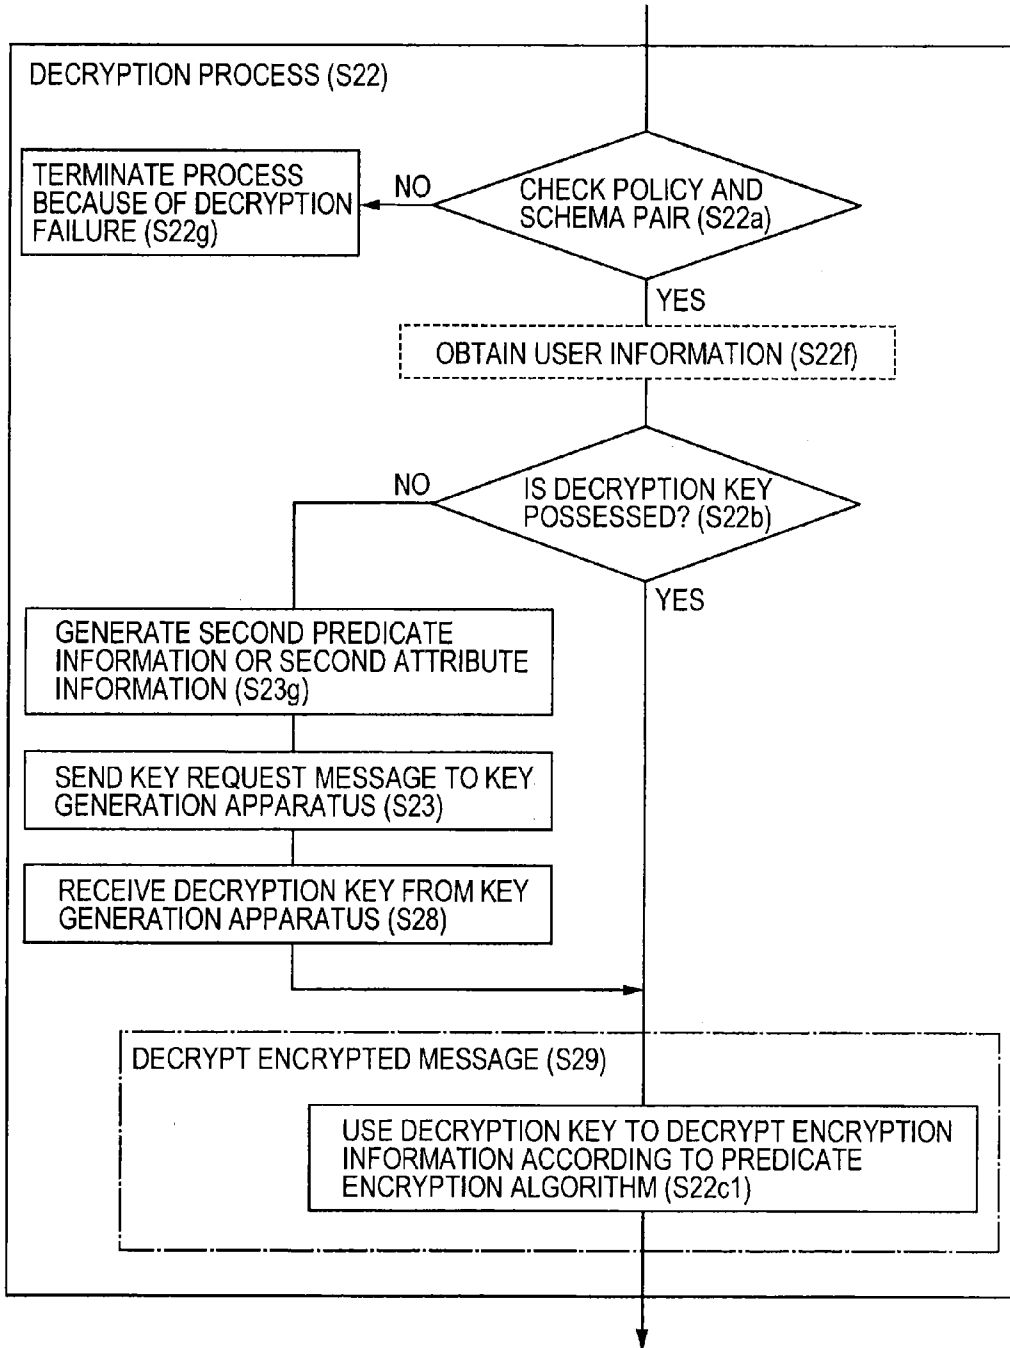 DECRYPTION PROCESS (S22)
TERMINATE PROCESS
BECAUSE OF DECRYPTION
FAILURE (S22g)
NO
CHECK POLICY AND
SCHEMA PAIR (S22a)
YES
OBTAIN USER INFORMATION (S22f)
NO
IS DECRYPTION KEY
POSSESSED? (S22b)
YES
GENERATE SECOND PREDICATE
INFORMATION OR SECOND ATTRIBUTE
INFORMATION (S23g)
SEND KEY REQUEST MESSAGE TO KEY
GENERATION APPARATUS (S23)
RECEIVE DECRYPTION KEY FROM KEY
GENERATION APPARATUS (S28)
DECRYPT ENCRYPTED MESSAGE (S29)
USE DECRYPTION KEY TO DECRYPT ENCRYPTION
INFORMATION ACCORDING TO PREDICATE
ENCRYPTION ALGORITHM (S22c1)